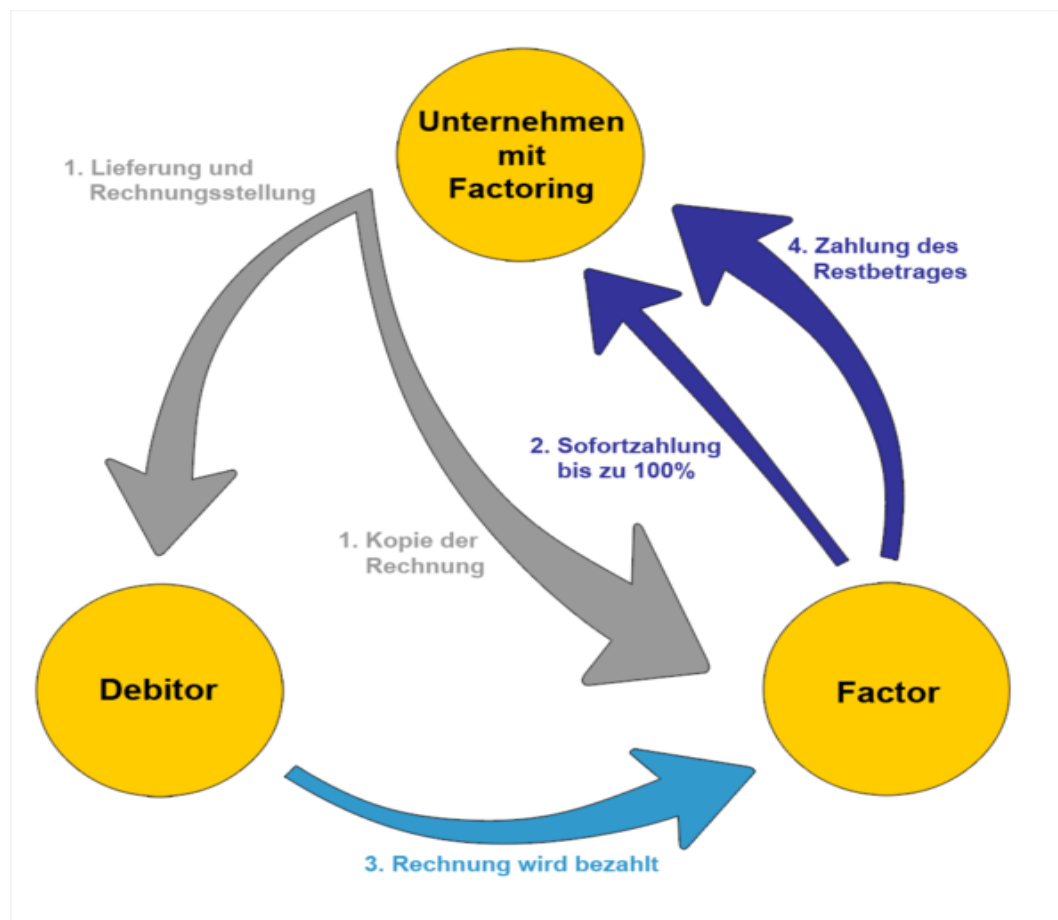 Unternehmen
mit
Factoring
1. Lieferung und
Rechnungsstellung
4. Zahlung des
Restbetrages
2. Sofortzahlung
bis zu 100%
1. Kopie der
Rechnung
Debitor
Factor
3. Rechnung wird bezahlt